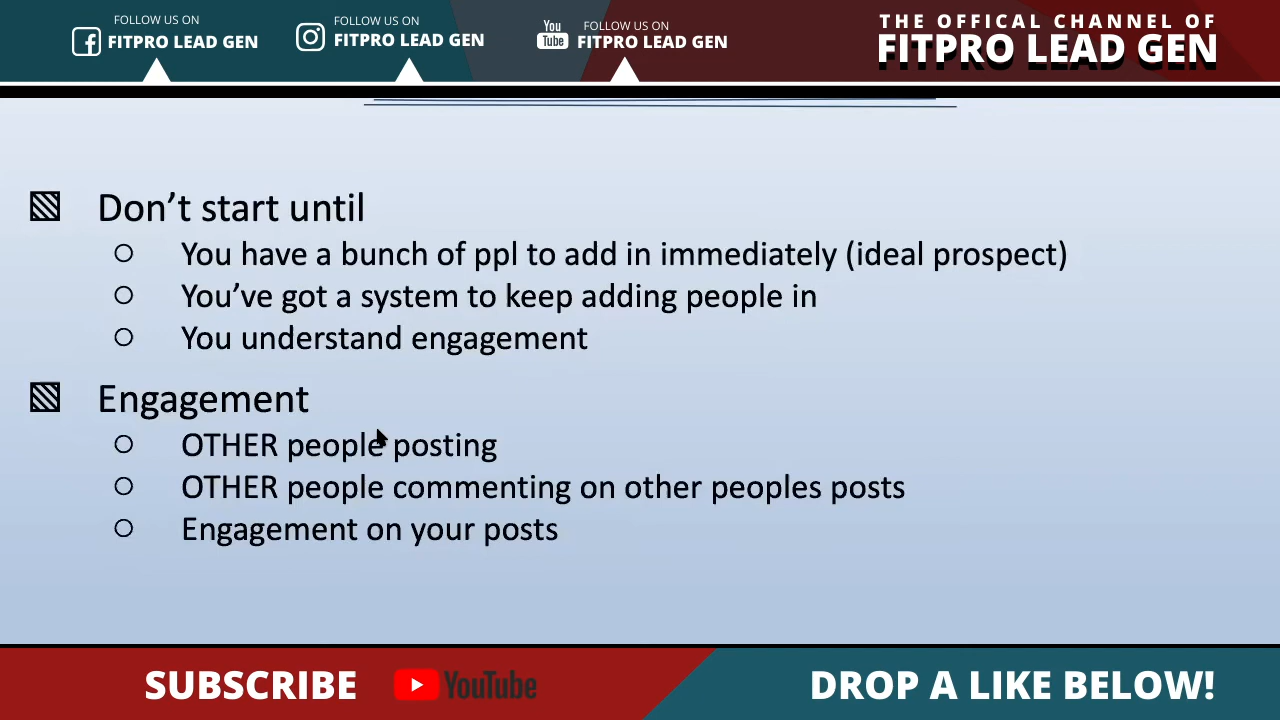 FOLLOW US ON
FITPRO LEAD GEN
FOLLOW US ON
FITPRO LEAD GEN
You
Tube
FOLLOW US ON
FITPRO LEAD GEN
THE OFFICAL CHANNEL OF
FITPRO LEAD GEN
Don’t start until
You have a bunch of ppl to add in immediately (ideal prospect)
You’ve got a system to keep adding people in
You understand engagement
Engagement
OTHER people posting
OTHER people commenting on other peoples posts
Engagement on your posts
SUBSCRIBE
YouTube
DROP A LIKE BELOW!